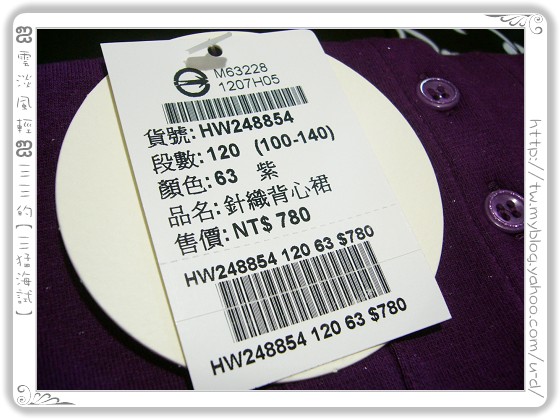 M63228
1207H05
貨號: HW248854
段數: 120 (100-140)
顏色: 63 紫
品名: 針織背心裙
售價: NT$ 780
HW248854 120 63 $780
HW248854 120 63 $780
雲淡風輕 三三的【三猛海試】
http://tw.myblog.yahoo.com/u-d/